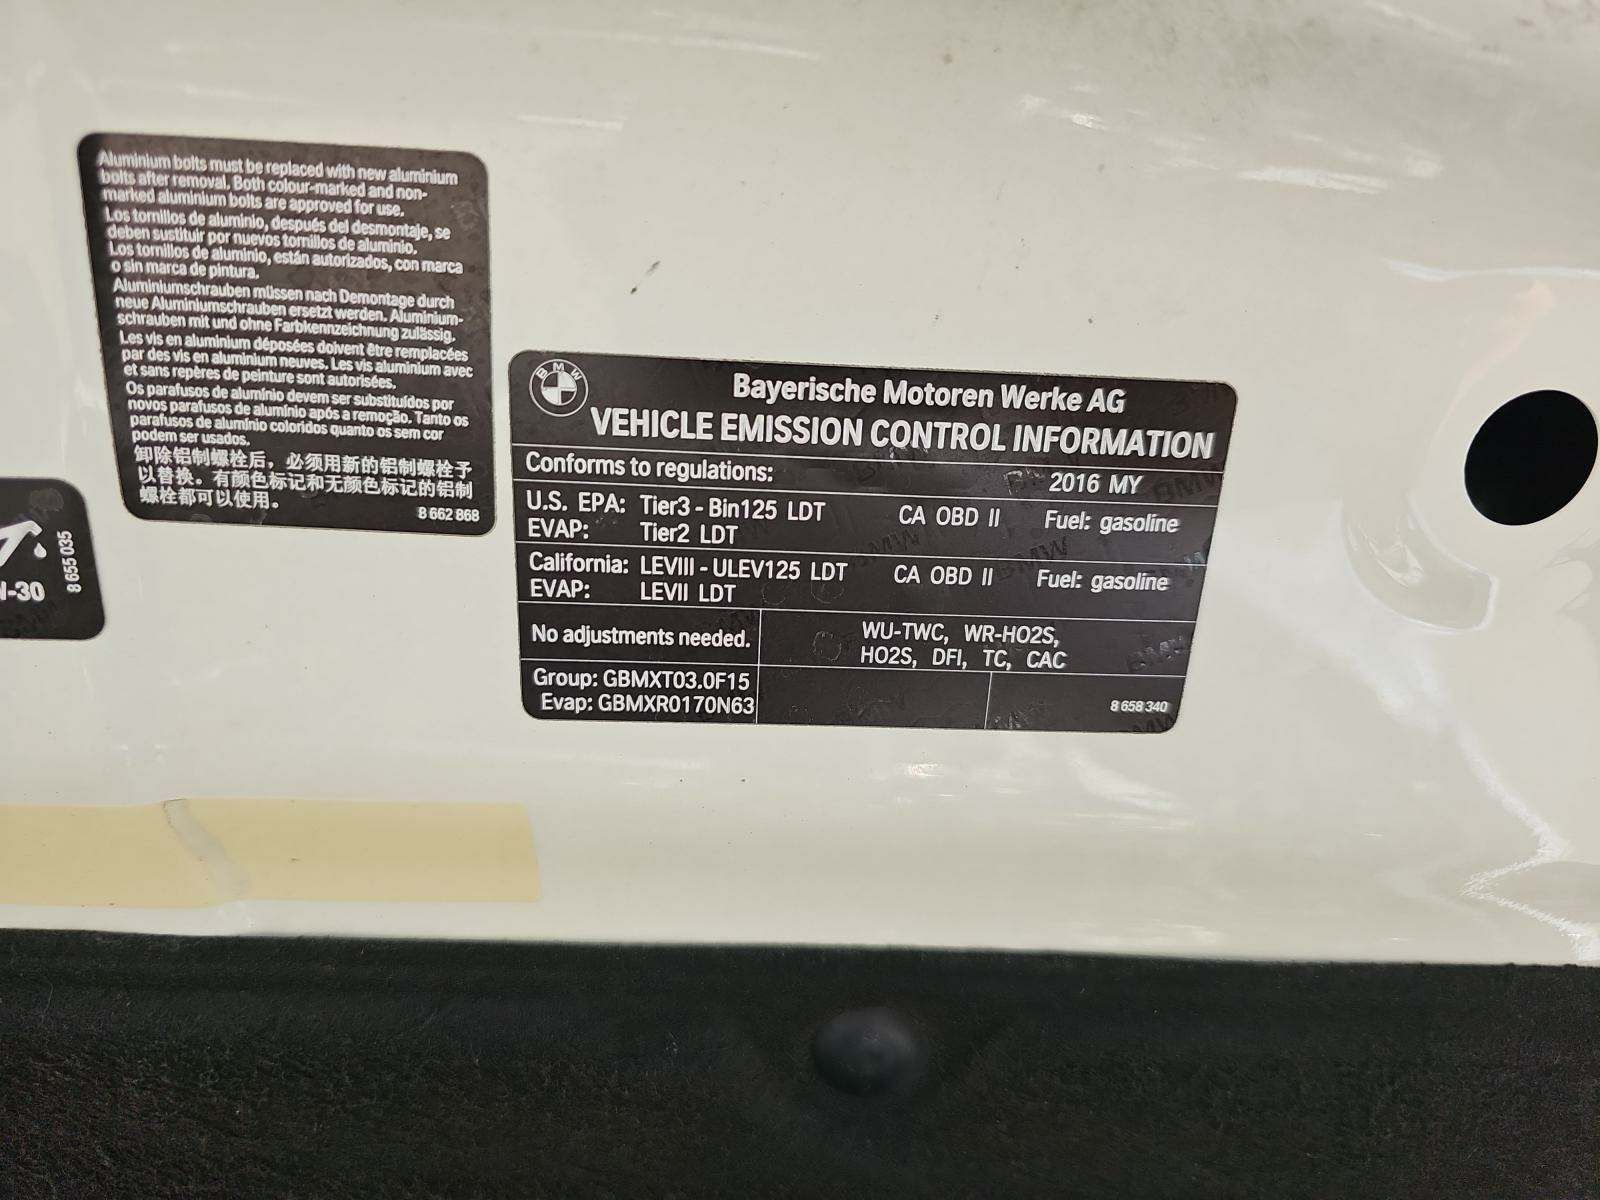 Aluminium bolts must be replaced with new aluminium
bolts after removal. Both colour-marked and non-
marked aluminium bolts are approved for use.
Los tornillos de aluminio, después del desmontaje, se
deben sustituir por nuevos tornillos de aluminio.
Los tornillos de aluminio, están autorizados, con marca
o sin marca de pintura.
Aluminiumschrauben müssen nach Demontage durch
neue Aluminiumschrauben ersetzt werden. Aluminium-
schrauben mit und ohne Farbkennzeichnung zulässig.
Les vis en aluminium déposées doivent être remplacées
par des vis en aluminium neuves. Les vis aluminium avec
et sans repères de peinture sont autorisées.
Os parafusos de alumínio devem ser substituídos por
novos parafusos de alumínio após a remoção. Tanto os
parafusos de alumínio coloridos quanto os sem cor
podem ser usados.
卸除铝制螺栓后，必须用新的铝制螺栓予
以替换。有颜色标记和无颜色标记的铝制
螺栓都可以使用。
8 662 868
-30
8 655 035
BMW
Bayerische Motoren Werke AG
VEHICLE EMISSION CONTROL INFORMATION
Conforms to regulations: 2016 MY
U.S. EPA: Tier3 - Bin125 LDT CA OBD II Fuel: gasoline
EVAP: Tier2 LDT
California: LEVIII - ULEV125 LDT CA OBD II Fuel: gasoline
EVAP: LEVII LDT
No adjustments needed.
WU-TWC, WR-HO2S,
HO2S, DFI, TC, CAC
Group: GBMXT03.0F15
Evap: GBMXR0170N63
8 658 340